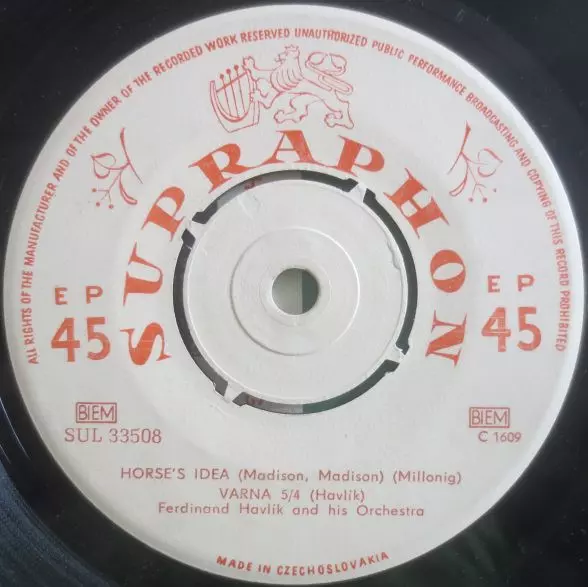 ALL RIGHTS OF THE MANUFACTURER AND OF THE OWNER OF THE RECORDED WORK RESERVED UNAUTHORIZED PUBLIC PERFORMANCE BROADCASTING AND COPYING OF THIS RECORD PROHIBITED
SUPRAPHON
EP
45
EP
45
BIEM
SUL 33508
BIEM
C 1609
HORSE'S IDEA (Madison, Madison) (Millonig)
VARNA 5/4 (Havlík)
Ferdinand Havlík and his Orchestra
MADE IN CZECHOSLOVAKIA